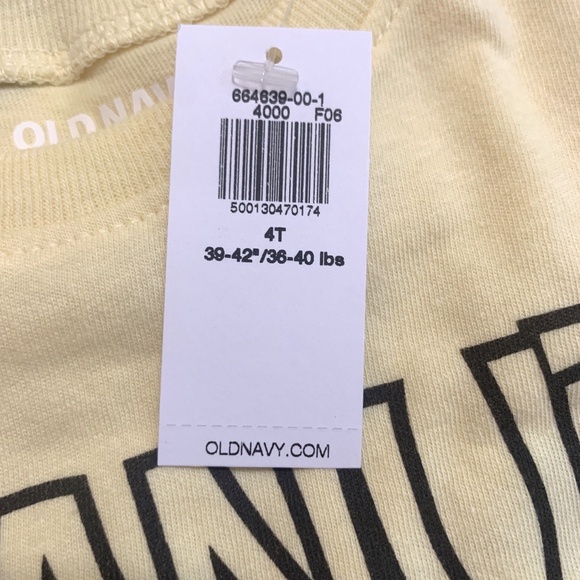 OLD NAVY
664639-00-1
4000 F06
500130470174
4T
39-42"/36-40 lbs
OLDNAVY.COM